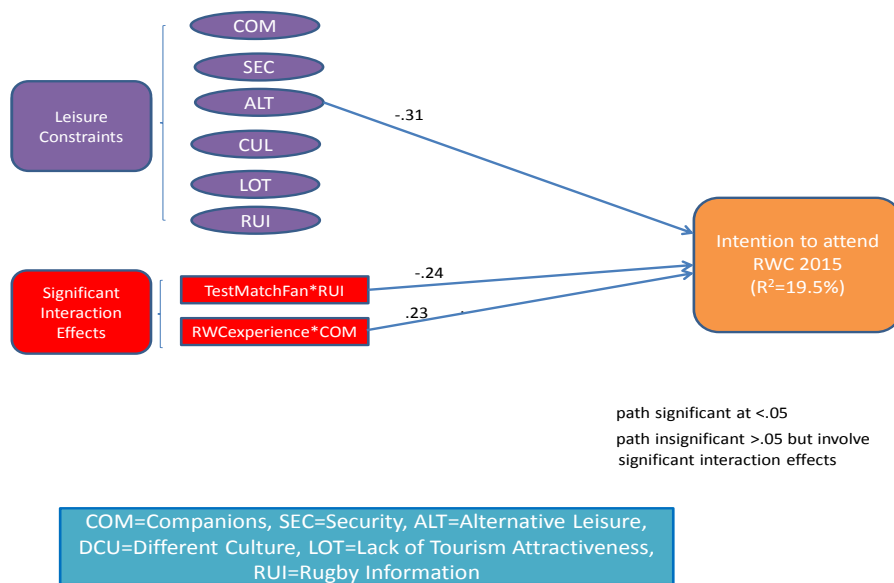 COM
SEC
ALT
CUL
LOT
RUI
Leisure
Constraints
-.31
Intention to attend
RWC 2015
(R²=19.5%)
Significant
Interaction
Effects
TestMatchFan*RUI
RWCexperience*COM
-.24
.23
path significant at <.05
path insignificant >.05 but involve
significant interaction effects
COM=Companions, SEC=Security, ALT=Alternative Leisure,
DCU=Different Culture, LOT=Lack of Tourism Attractiveness,
RUI=Rugby Information